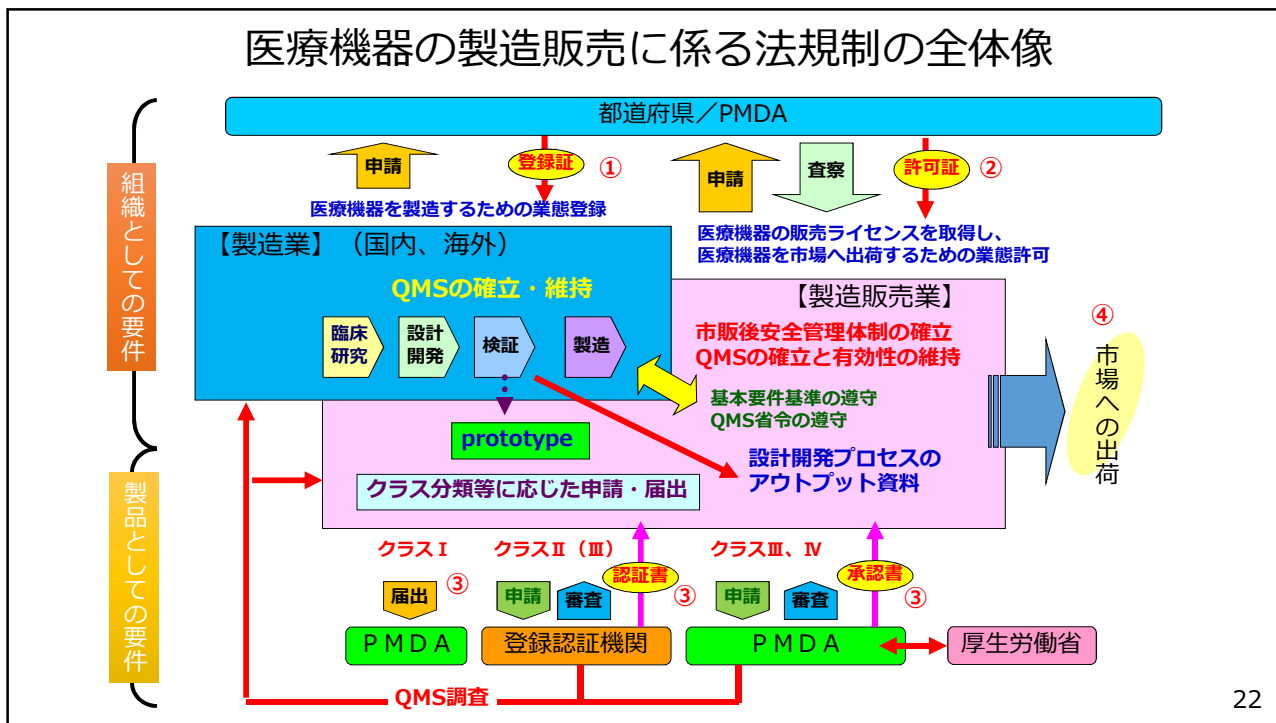 医療機器の製造販売に係る法規制の全体像
都道府県／PMDA
組織としての要件
申請
登録証
①
申請
査察
許可証
②
医療機器を製造するための業態登録
医療機器の販売ライセンスを取得し、
医療機器を市場へ出荷するための業態許可
【製造業】（国内、海外）
QMSの確立・維持
臨床
研究
設計
開発
検証
製造
【製造販売業】
市販後安全管理体制の確立
QMSの確立と有効性の維持
基本要件基準の遵守
QMS省令の遵守
④
市場への出荷
prototype
設計開発プロセスの
アウトプット資料
クラス分類等に応じた申請・届出
製品としての要件
クラスⅠ
届出
③
ＰＭＤＡ
クラスⅡ（Ⅲ）
申請
審査
認証書
③
登録認証機関
クラスⅢ、Ⅳ
申請
審査
承認書
③
ＰＭＤＡ
厚生労働省
QMS調査
22